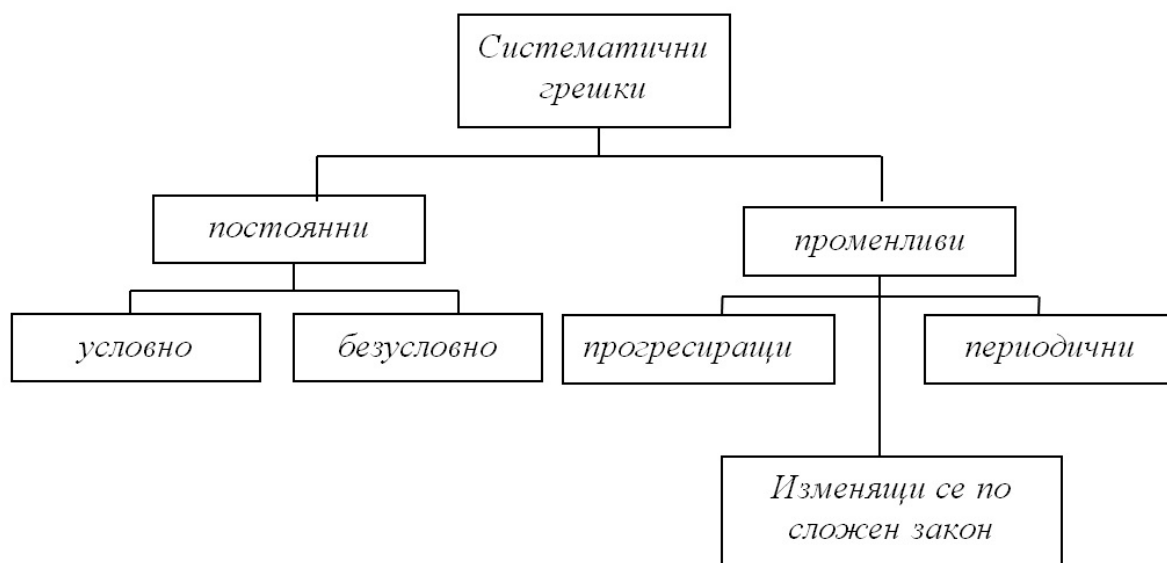 Систематични
грешки
постоянни
променливи
условно
безусловно
прогресиращи
периодични
Изменящи се по
сложен закон